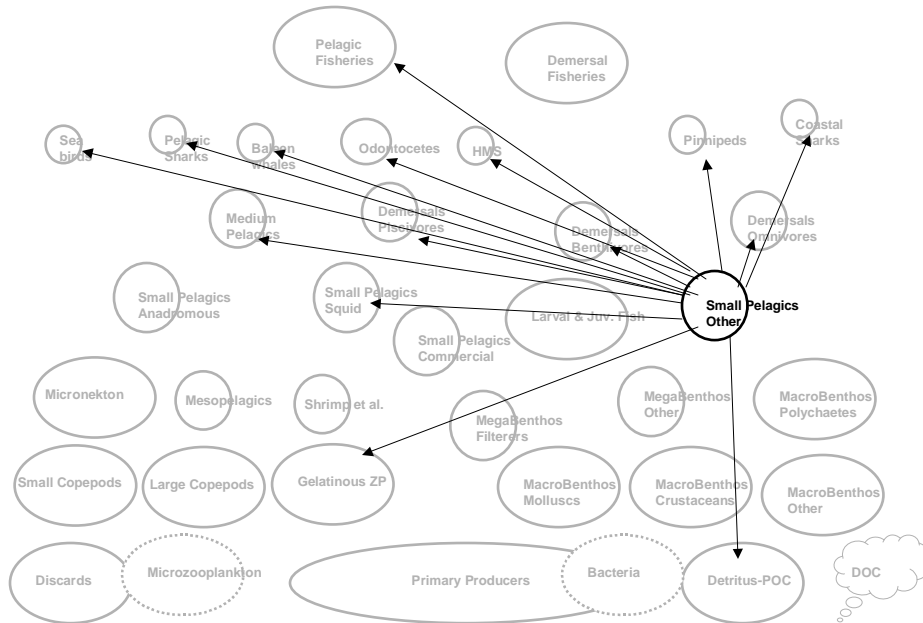 Pelagic
Fisheries
Demersal
Fisheries
Sea
birds
Pelagic
Sharks
Baleen
whales
Odontocetes
HMS
Pinnipeds
Coastal
Sharks
Medium
Pelagics
Demersals
Piscivores
Demersals
Benthivores
Demersals
Omnivores
Small Pelagics
Anadromous
Small Pelagics
Squid
Small Pelagics
Commercial
Larval & Juv. Fish
Small Pelagics
Other
Micronekton
Mesopelagics
Shrimp et al.
MegaBenthos
Filterers
MegaBenthos
Other
MacroBenthos
Polychaetes
Small Copepods
Large Copepods
Gelatinous ZP
MacroBenthos
Molluscs
MacroBenthos
Crustaceans
MacroBenthos
Other
Discards
Microzooplankton
Primary Producers
Bacteria
Detritus-POC
DOC